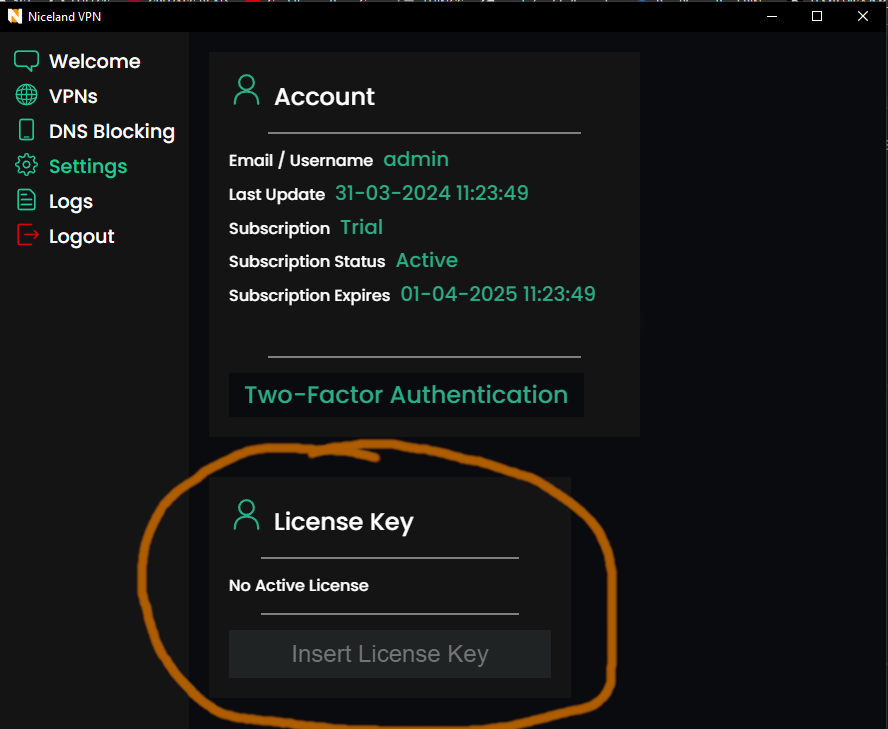 Niceland VPN
Welcome
VPNs
DNS Blocking
Settings
Logs
Logout
Account
Email / Username admin
Last Update 31-03-2024 11:23:49
Subscription Trial
Subscription Status Active
Subscription Expires 01-04-2025 11:23:49
Two-Factor Authentication
License Key
No Active License
Insert License Key